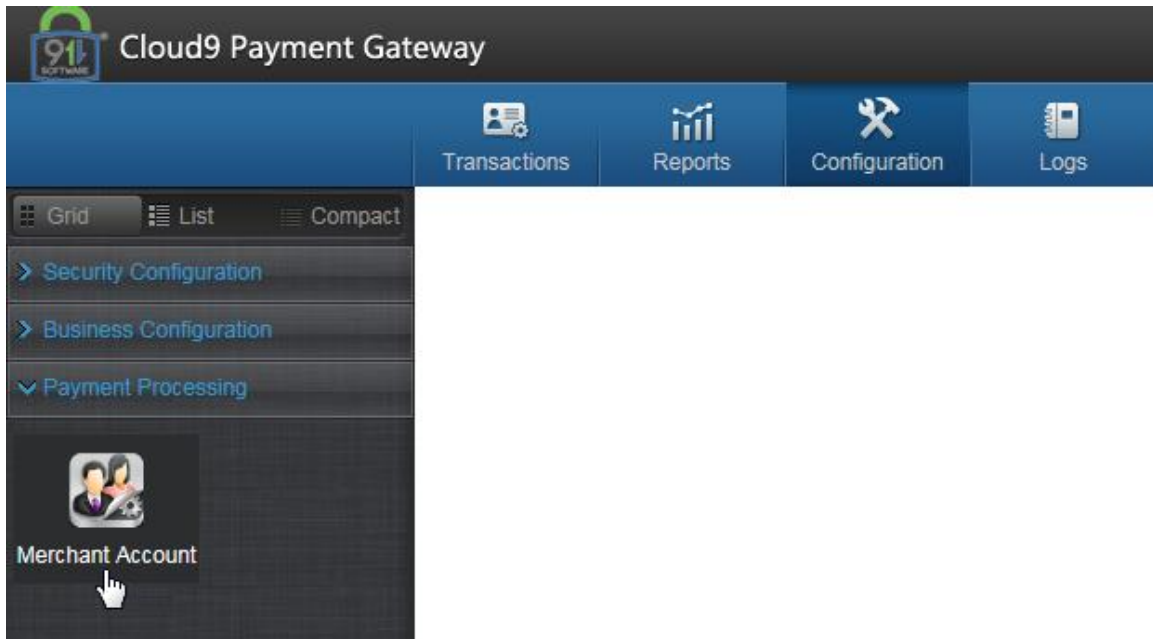 91
SOFTWARE
Cloud9 Payment Gateway
Transactions Reports Configuration Logs
Grid List Compact
Security Configuration
Business Configuration
Payment Processing
Merchant Account